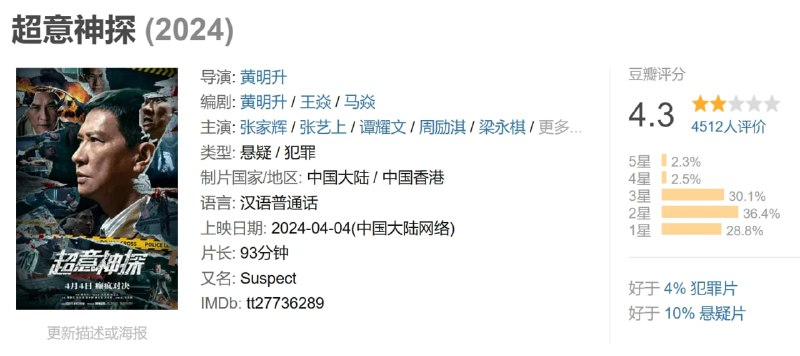 超意神探 (2024)
导演: 黄明升
编剧: 黄明升 / 王焱 / 马焱
主演: 张家辉 / 张艺上 / 谭耀文 / 周励淇 / 梁永棋 / 更多...
类型: 悬疑 / 犯罪
制片国家/地区: 中国大陆 / 中国香港
语言: 汉语普通话
上映日期: 2024-04-04(中国大陆网络)
片长: 93分钟
又名: Suspect
IMDb: tt27736289
超意神探
4月4日 癫疯对决
更新描述或海报
豆瓣评分
4.3
4512人评价
5星 2.3%
4星 2.5%
3星 30.1%
2星 36.4%
1星 28.8%
好于 4% 犯罪片
好于 10% 悬疑片